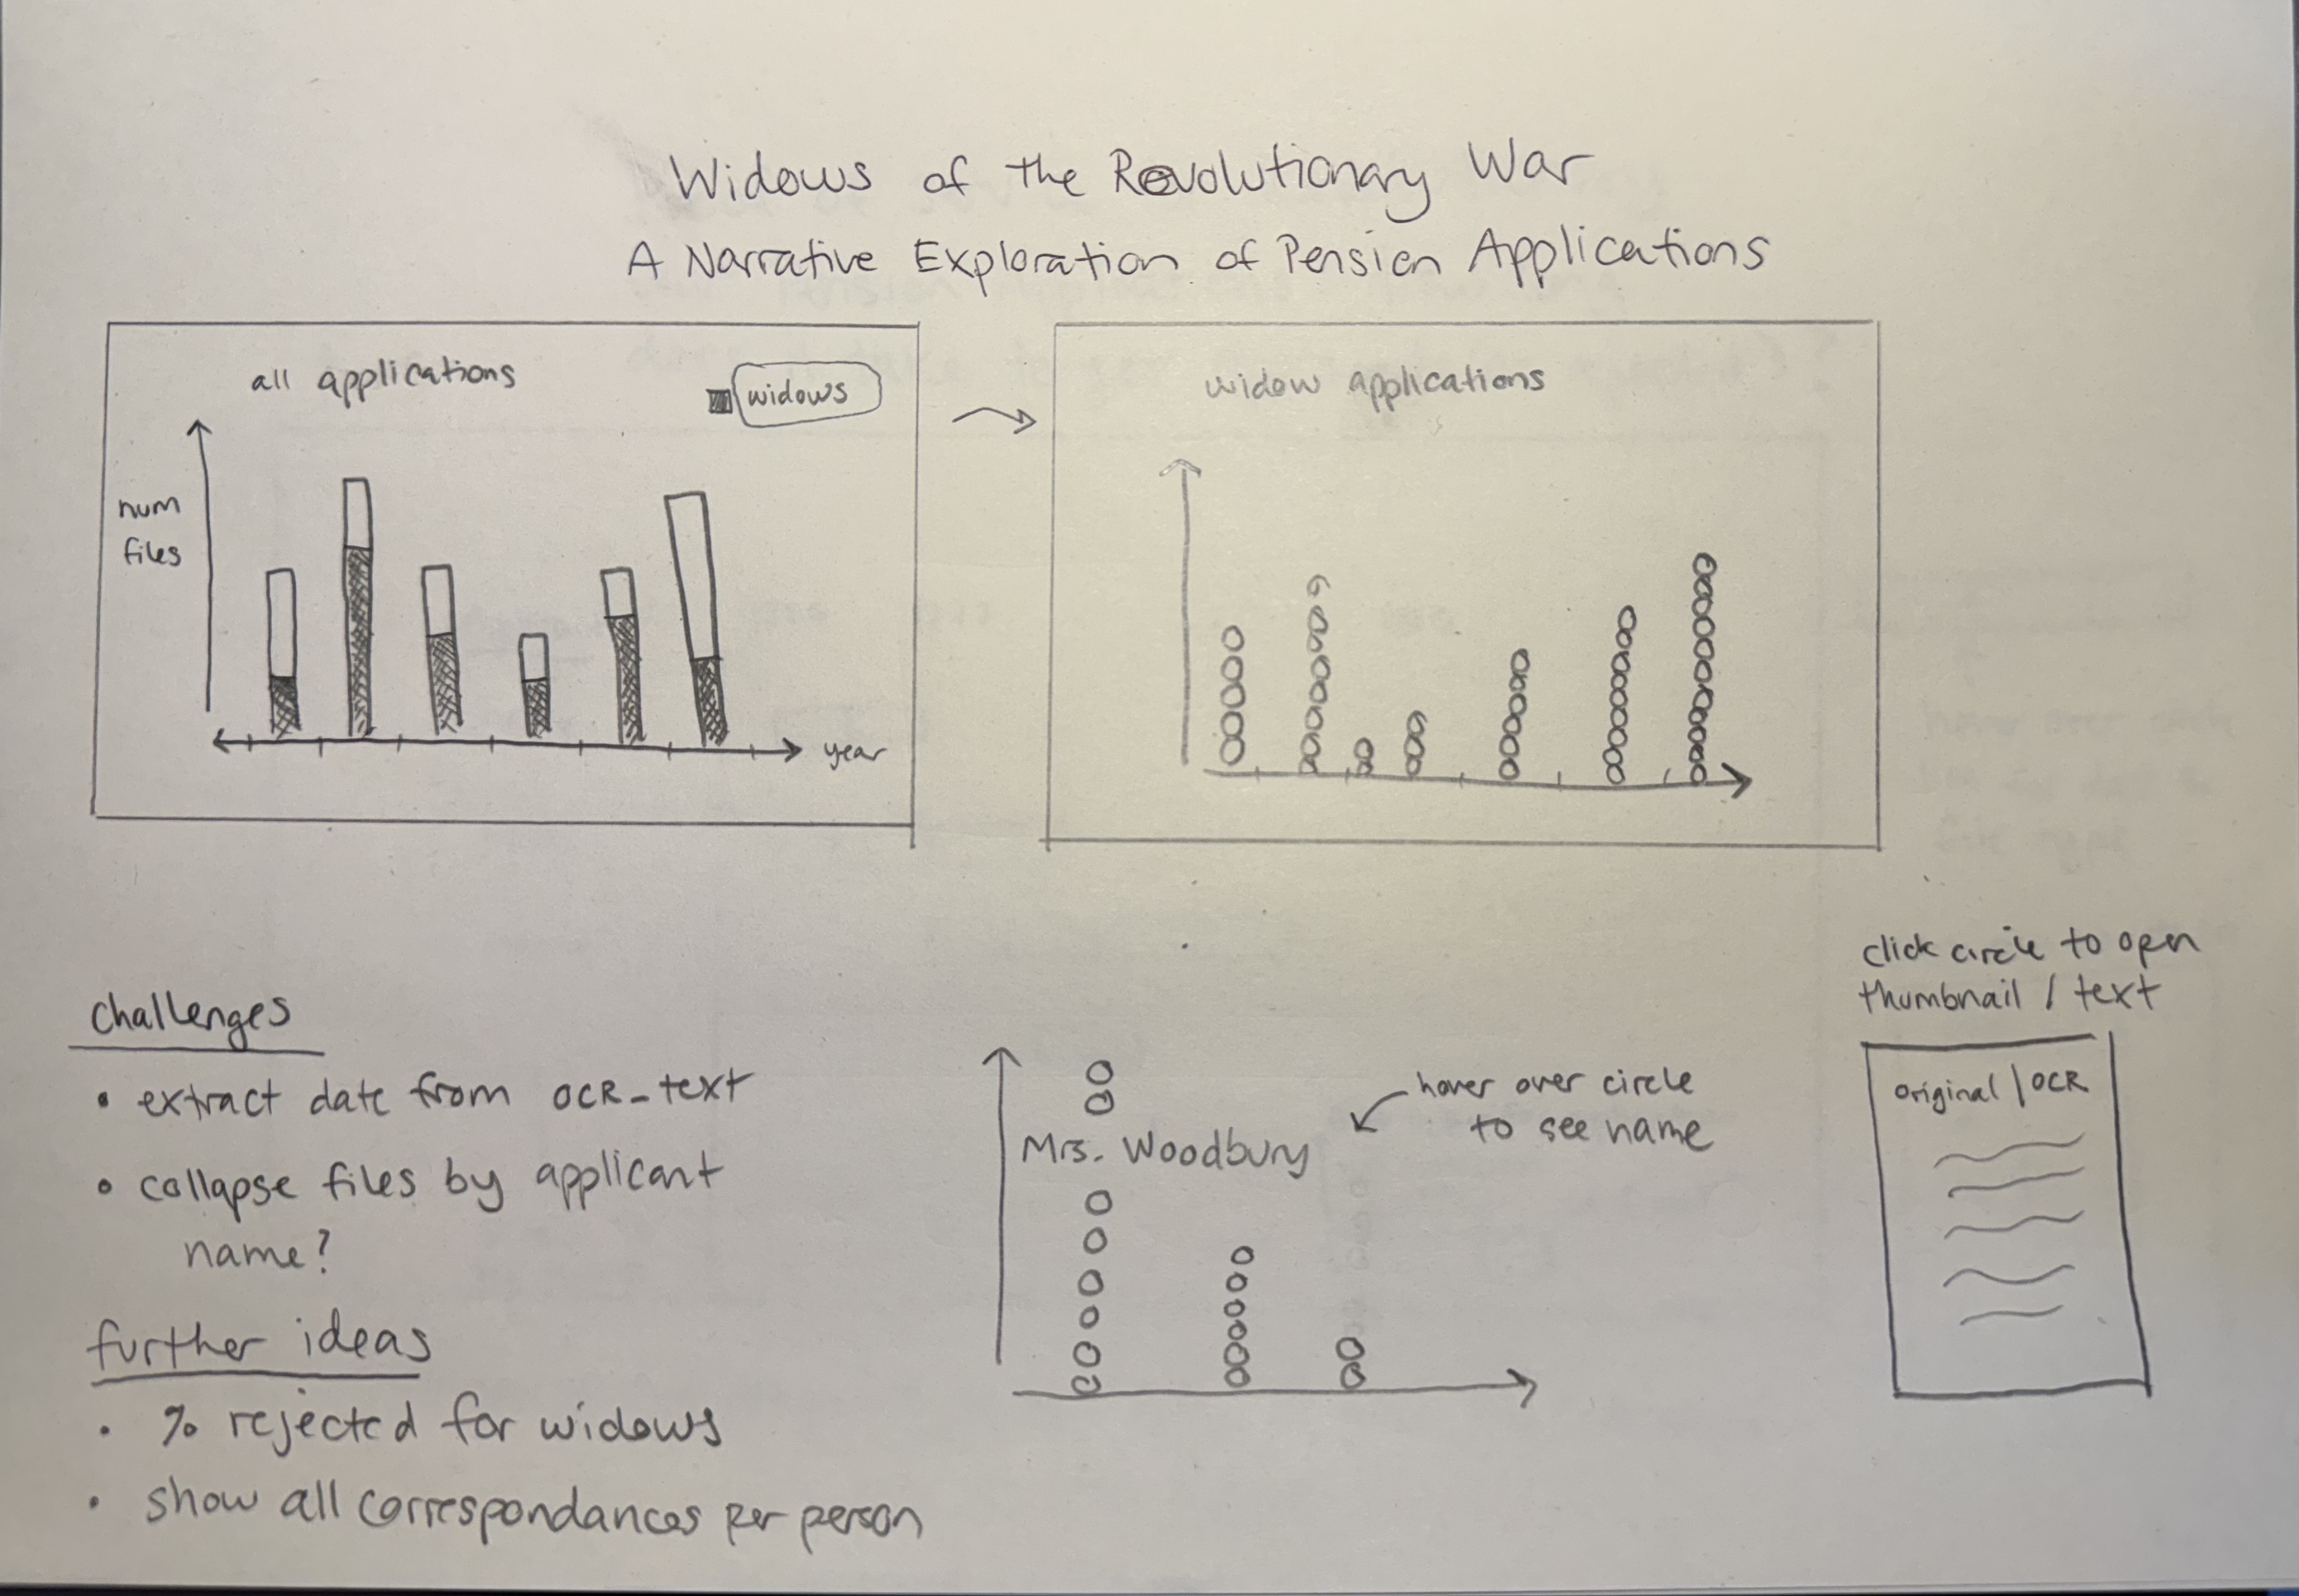 Widows of the Revolutionary War
A Narrative Exploration of Pension Applications
all applications
widows
num
files
year
widow applications
challenges
• extract date from OCR_text
• collapse files by applicant
name?
further ideas
• % rejected for widows
• show all correspondances per person
Mrs. Woodbury
hover over circle
to see name
click circle to open
thumbnail / text
original / OCR